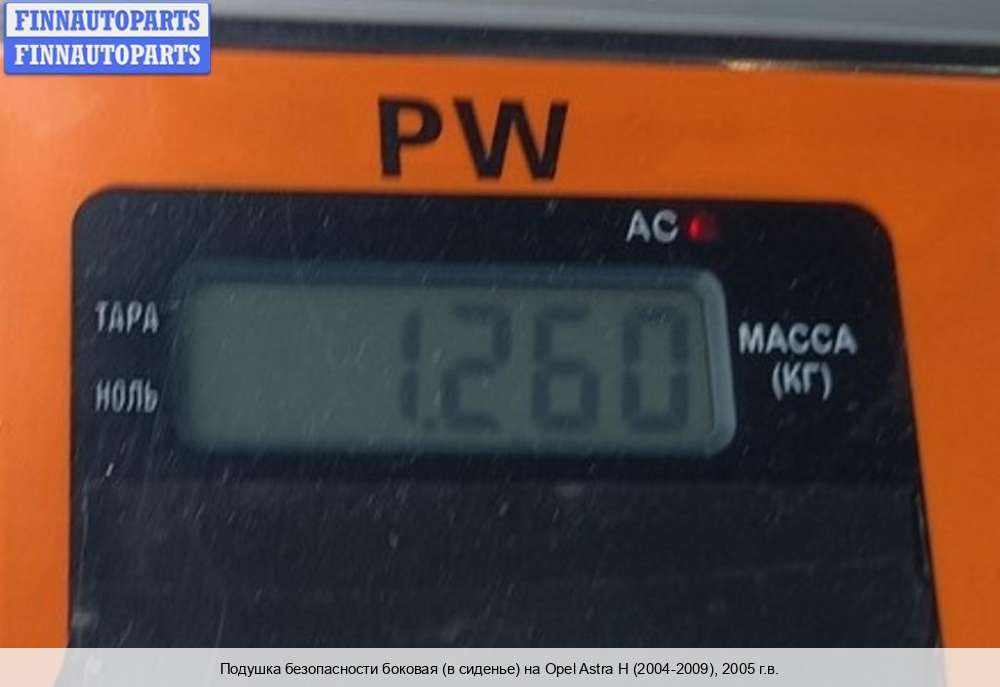 FINNAUTOPARTS
FINNAUTOPARTS
PW
AC
ТАРА
НОЛЬ
1.260
МАССА
(КГ)
Подушка безопасности боковая (в сиденье) на Opel Astra H (2004-2009), 2005 г.в.